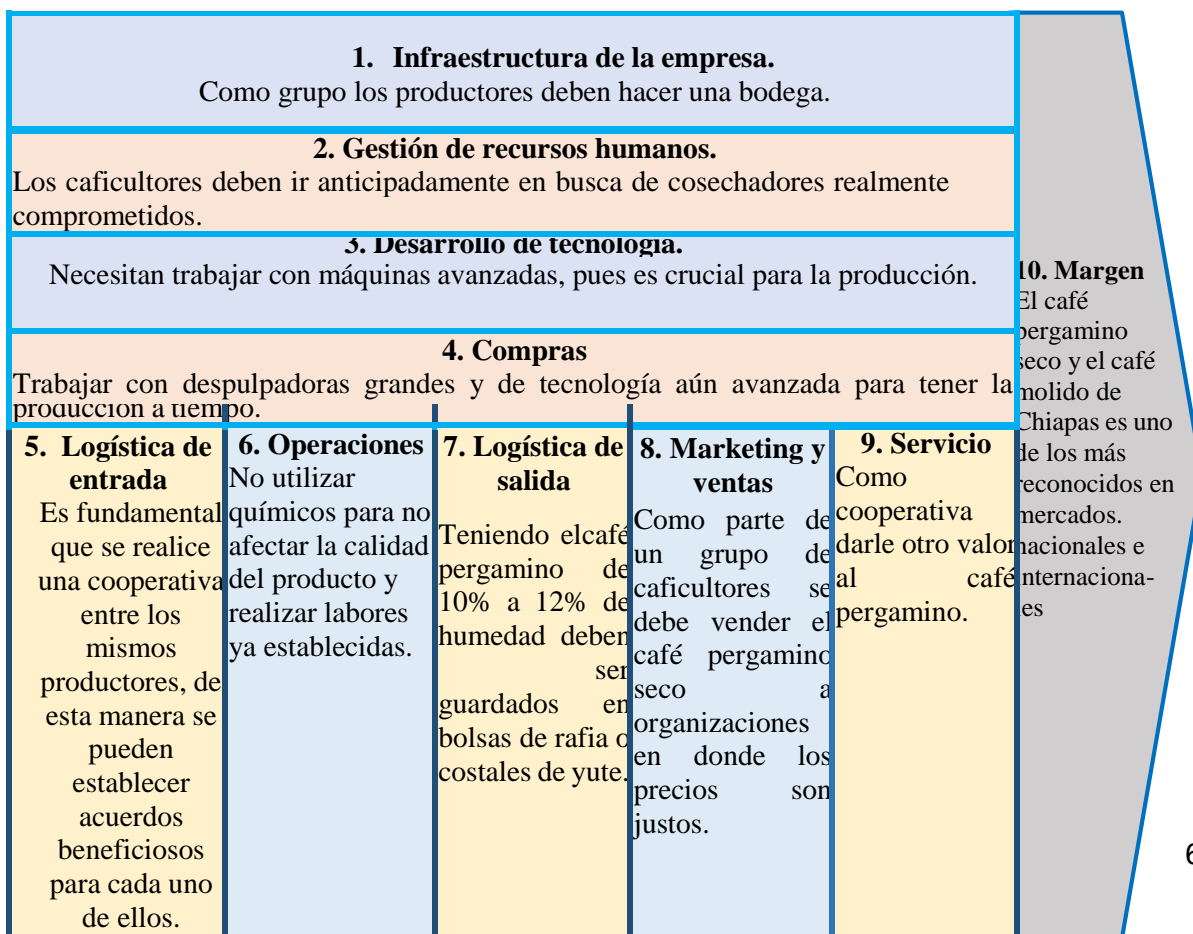 1. Infraestructura de la empresa.
Como grupo los productores deben hacer una bodega.
2. Gestión de recursos humanos.
Los caficultores deben ir anticipadamente en busca de cosechadores realmente
comprometidos.
3. Desarrollo de tecnología.
Necesitan trabajar con máquinas avanzadas, pues es crucial para la producción.
4. Compras
Trabajar con despulpadoras grandes y de tecnología aún avanzada para tener la
producción a tiempo.
5. Logística de
entrada
Es fundamental
que se realice
una cooperativa
entre los
mismos
productores, de
esta manera se
pueden
establecer
acuerdos
beneficiosos
para cada uno
de ellos.
6. Operaciones
No utilizar
químicos para no
afectar la calidad
del producto y
realizar labores
ya establecidas.
7. Logística de
salida
Teniendo elcafé
pergamino de
10% a 12% de
humedad deben
ser
guardados en
bolsas de rafia o
costales de yute.
8. Marketing y
ventas
Como parte de
un grupo de
caficultores se
debe vender el
café pergamino
seco a
organizaciones
en donde los
precios son
justos.
9. Servicio
Como
cooperativa
darle otro valor
al café
pergamino.
10. Margen
El café
pergamino
seco y el café
molido de
Chiapas es uno
de los más
reconocidos en
mercados.
nacionales e
internaciona-
les
6